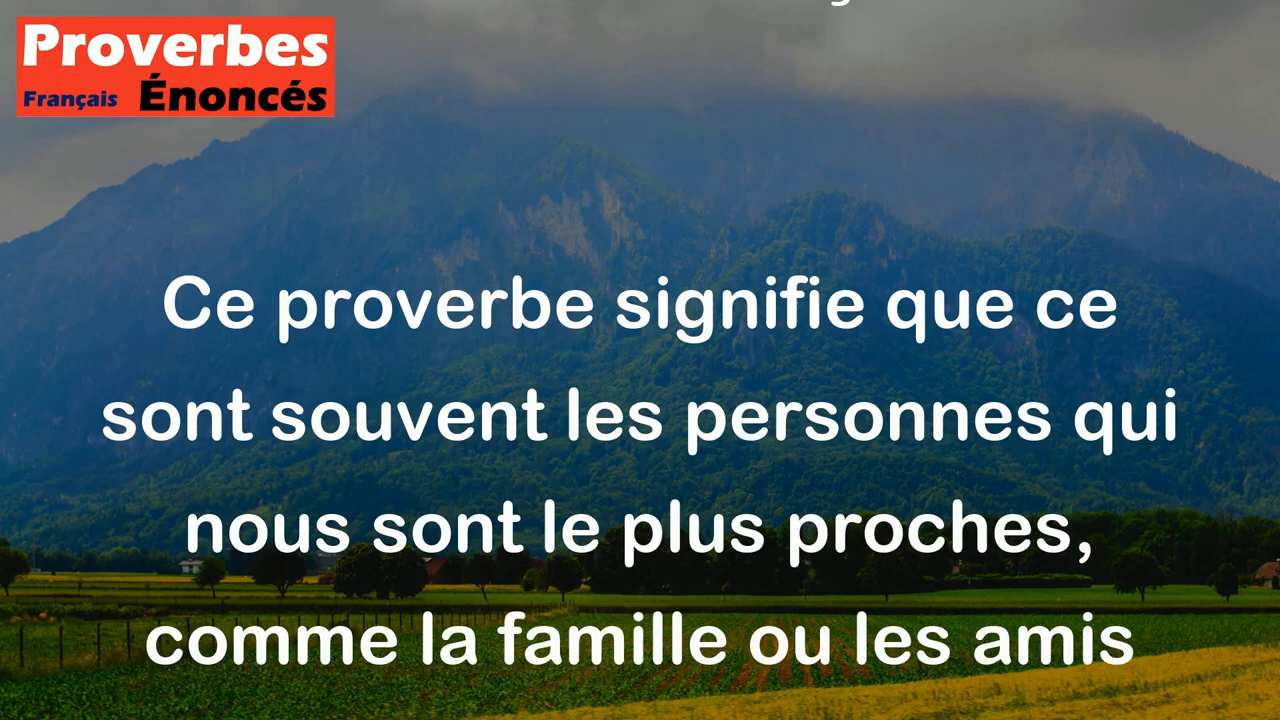 Proverbes
Français Énoncés
Ce proverbe signifie que ce
sont souvent les personnes qui
nous sont le plus proches,
comme la famille ou les amis